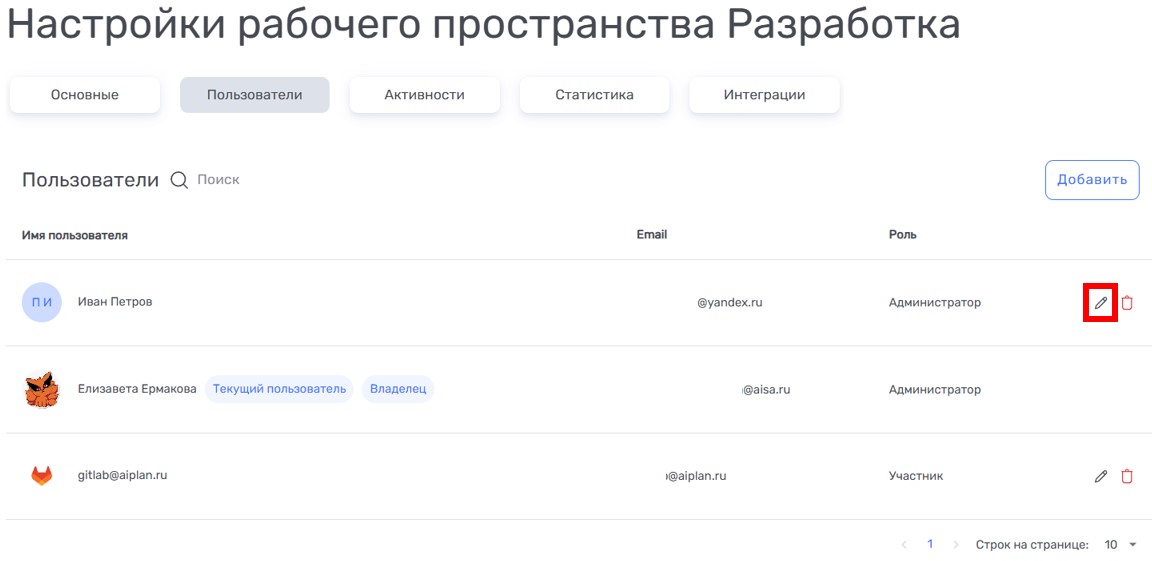 Настройки рабочего пространства Разработка
Основные Пользователи Активности Статистика Интеграции
Пользователи Поиск Добавить
Имя пользователя Email Роль
П И Иван Петров @yandex.ru Администратор
Елизавета Ермакова Текущий пользователь Владелец @aisa.ru Администратор
gitlab@aiplan.ru @aiplan.ru Участник
1 Строк на странице: 10